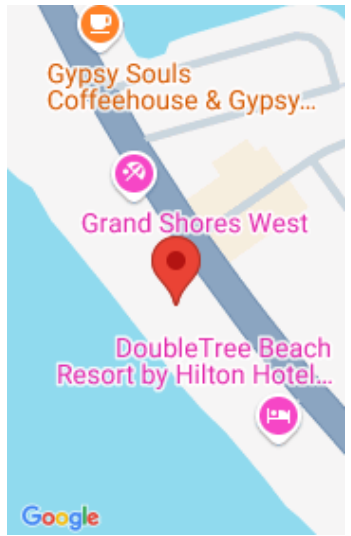 Gypsy Souls
Coffeehouse & Gypsy...
Grand Shores West
DoubleTree Beach
Resort by Hilton Hotel...
Google